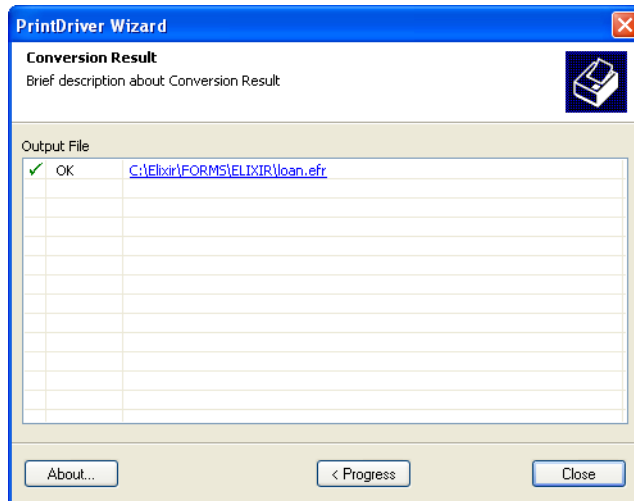 PrintDriver Wizard
Conversion Result
Brief description about Conversion Result
Output File
OK C:\Elixir\FORMS\ELIXIR\loan.efr
About... < Progress Close